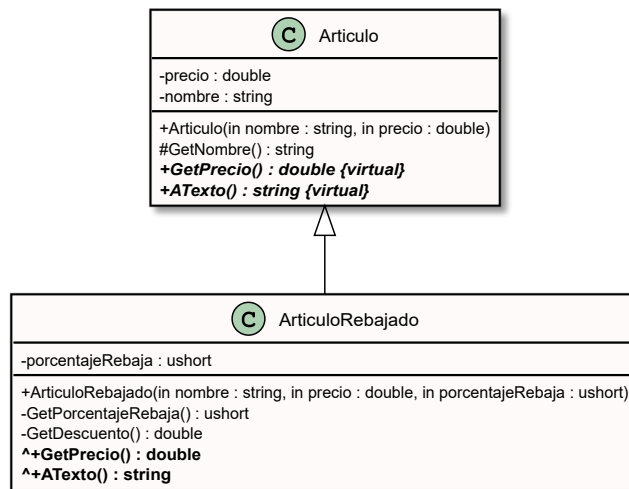 C Articulo
-precio : double
-nombre : string
+Articulo(in nombre : string, in precio : double)
#GetNombre() : string
+GetPrecio() : double {virtual}
+ATexto() : string {virtual}
C ArticuloRebajado
-porcentajeRebaja : ushort
+ArticuloRebajado(in nombre : string, in precio : double, in porcentajeRebaja : ushort)
-GetPorcentajeRebaja() : ushort
-GetDescuento() : double
^+GetPrecio() : double
^+ATexto() : string